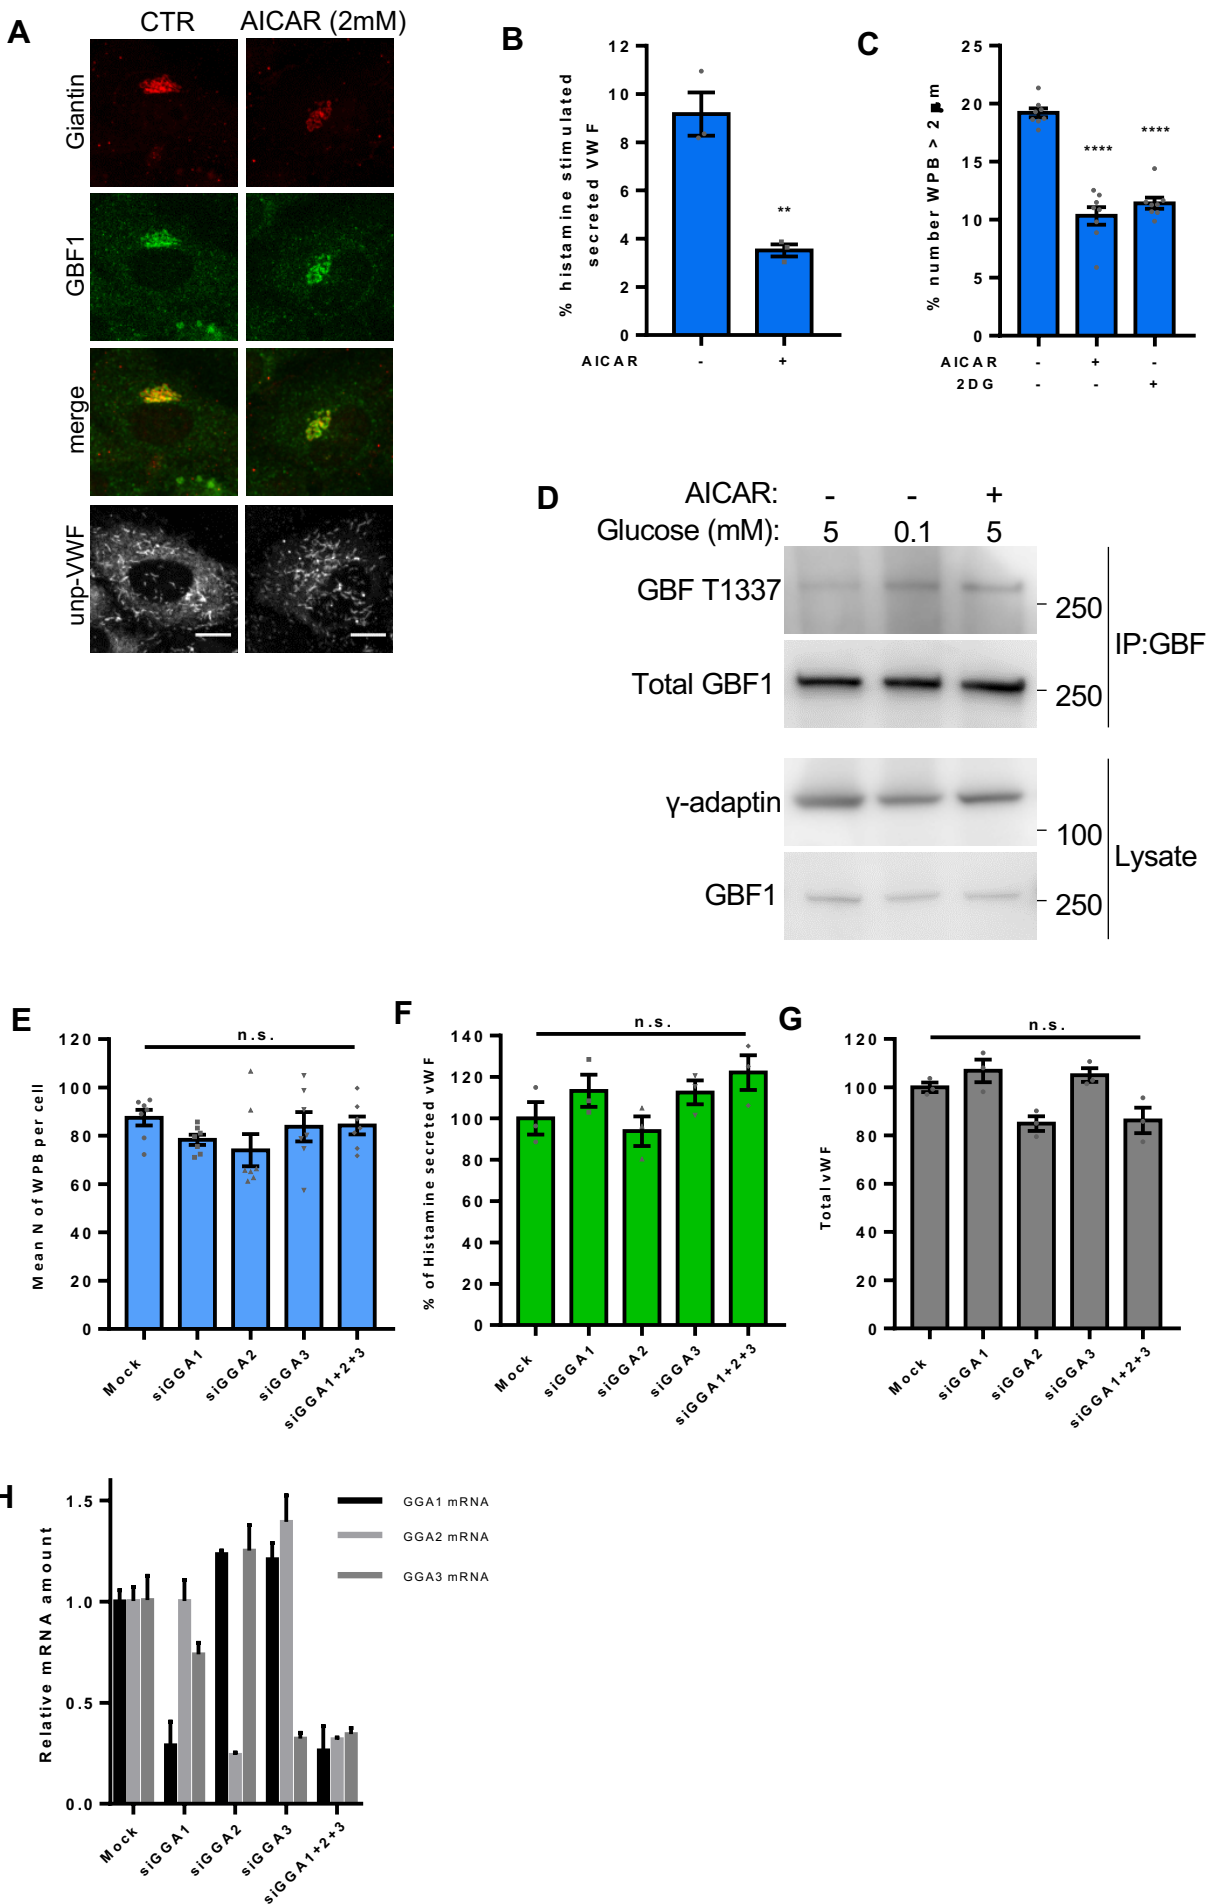 A
CTR
AICAR (2mM)
Giantin
GBF1
merge
unp-VWF
B
% histamine stimulated
secreted VWF
12
10
8
6
4
2
0
AICAR - +
**
C
% number WPB > 2 μm
25
20
15
10
5
0
****
****
AICAR - + -
2DG - - +
D
AICAR: - - +
Glucose (mM): 5 0.1 5
GBF T1337
250
Total GBF1
250
IP:GBF
γ-adaptin
100
GBF1
250
Lysate
E
Mean N of WPB per cell
120
100
80
60
40
20
0
n.s.
Mock
siGGA1
siGGA2
siGGA3
siGGA1+2+3
F
% of Histamine secreted vWF
140
120
100
80
60
40
20
0
n.s.
Mock
siGGA1
siGGA2
siGGA3
siGGA1+2+3
G
Total vWF
120
100
80
60
40
20
0
n.s.
Mock
siGGA1
siGGA2
siGGA3
siGGA1+2+3
H
Relative mRNA amount
1.5
1.0
0.5
0.0
GGA1 mRNA
GGA2 mRNA
GGA3 mRNA
Mock
siGGA1
siGGA2
siGGA3
siGGA1+2+3